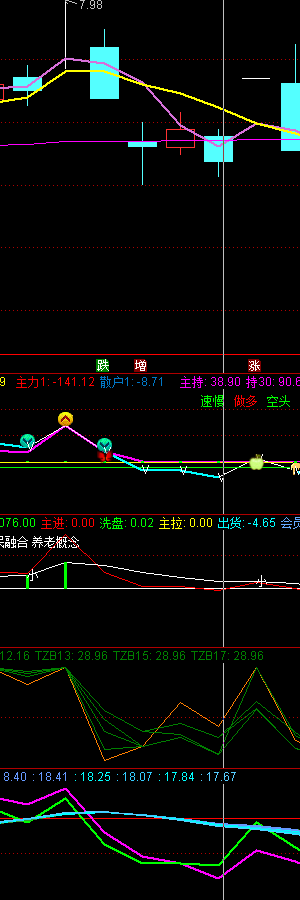 7.98
跌 增 涨
9 主力1: -141.12 散户1: -8.71 主持: 38.90 持30: 90.6
速慢 做多 空头
076.00 主进: 0.00 洗盘: 0.02 主拉: 0.00 出货: -4.65 会员
融合 养老概念
小 小
12.16 TZB13: 28.96 TZB15: 28.96 TZB17: 28.96
8.40 : 18.41 : 18.25 : 18.07 : 17.84 : 17.67